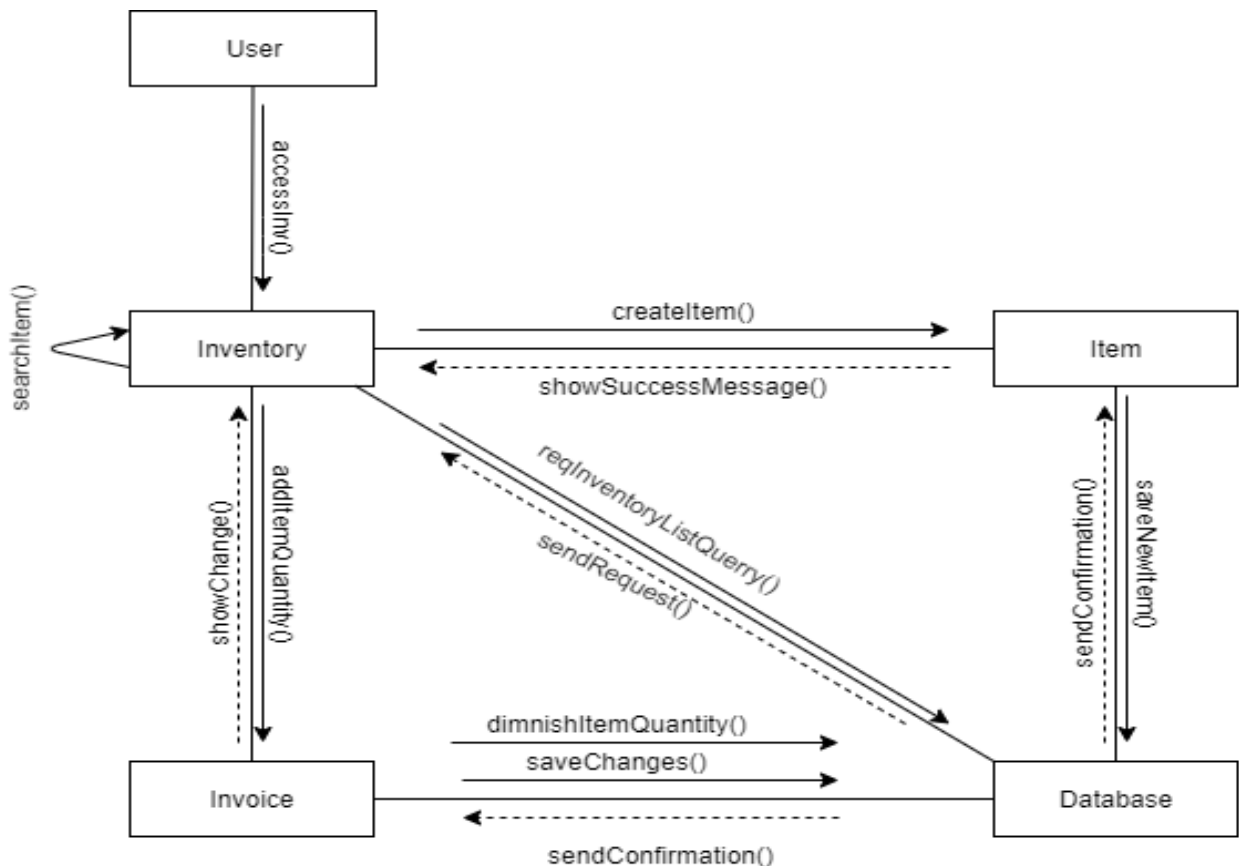 User
accessInv()
searchItem()
Inventory
createItem()
Item
showSuccessMessage()
reqInventoryListQuerry()
sendRequest()
showChange()
addItemQuantity()
sendConfirmation()
saveNewItem()
dimnishItemQuantity()
saveChanges()
Invoice
Database
sendConfirmation()